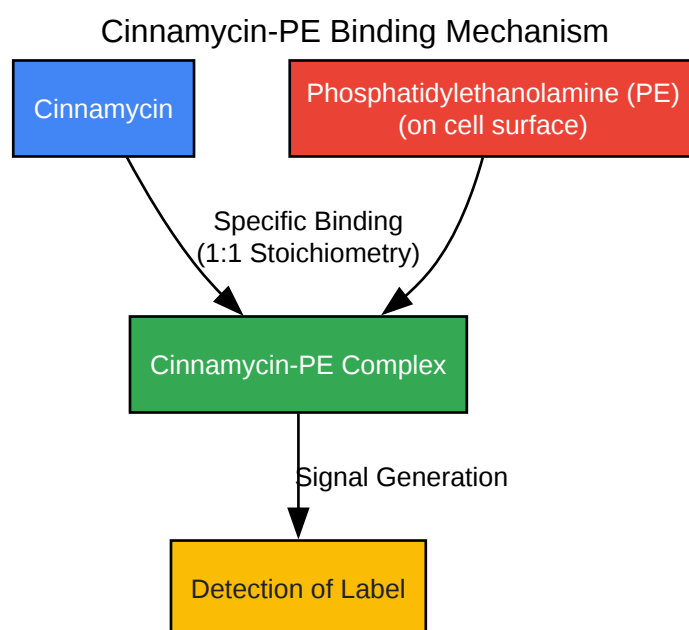 Cinnamycin-PE Binding Mechanism
Cinnamycin
Phosphatidylethanolamine (PE)
(on cell surface)
Specific Binding
(1:1 Stoichiometry)
Cinnamycin-PE Complex
Signal Generation
Detection of Label